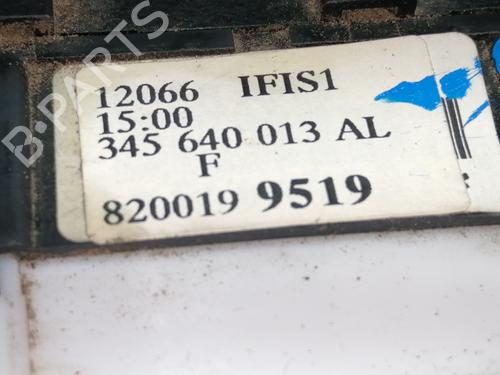 12066 IFIS1
15:00
345 640 013 AL
F
820019 9519
B-PARTS